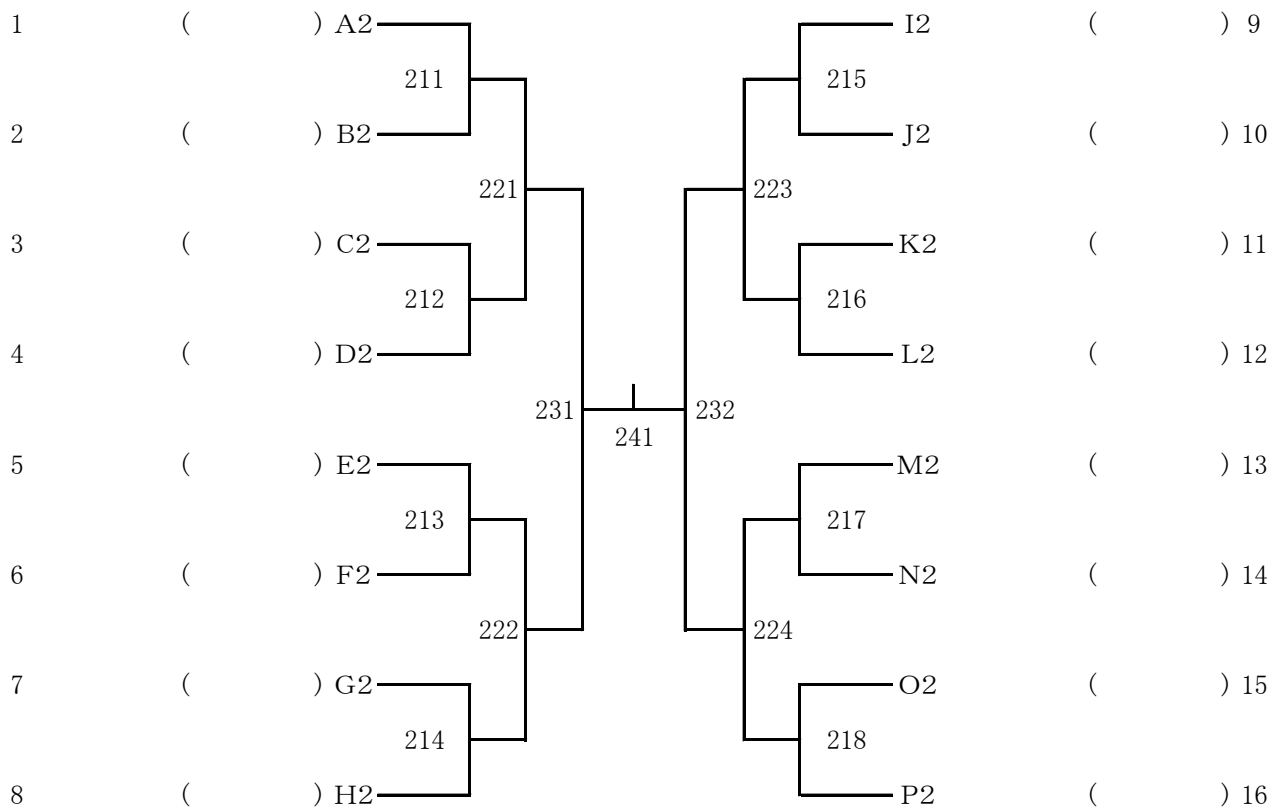 1 ( ) A2 I2 ( ) 9
211 215
2 ( ) B2 J2 ( ) 10
221 223
3 ( ) C2 K2 ( ) 11
212 216
4 ( ) D2 L2 ( ) 12
231 232
241
5 ( ) E2 M2 ( ) 13
213 217
6 ( ) F2 N2 ( ) 14
222 224
7 ( ) G2 O2 ( ) 15
214 218
8 ( ) H2 P2 ( ) 16